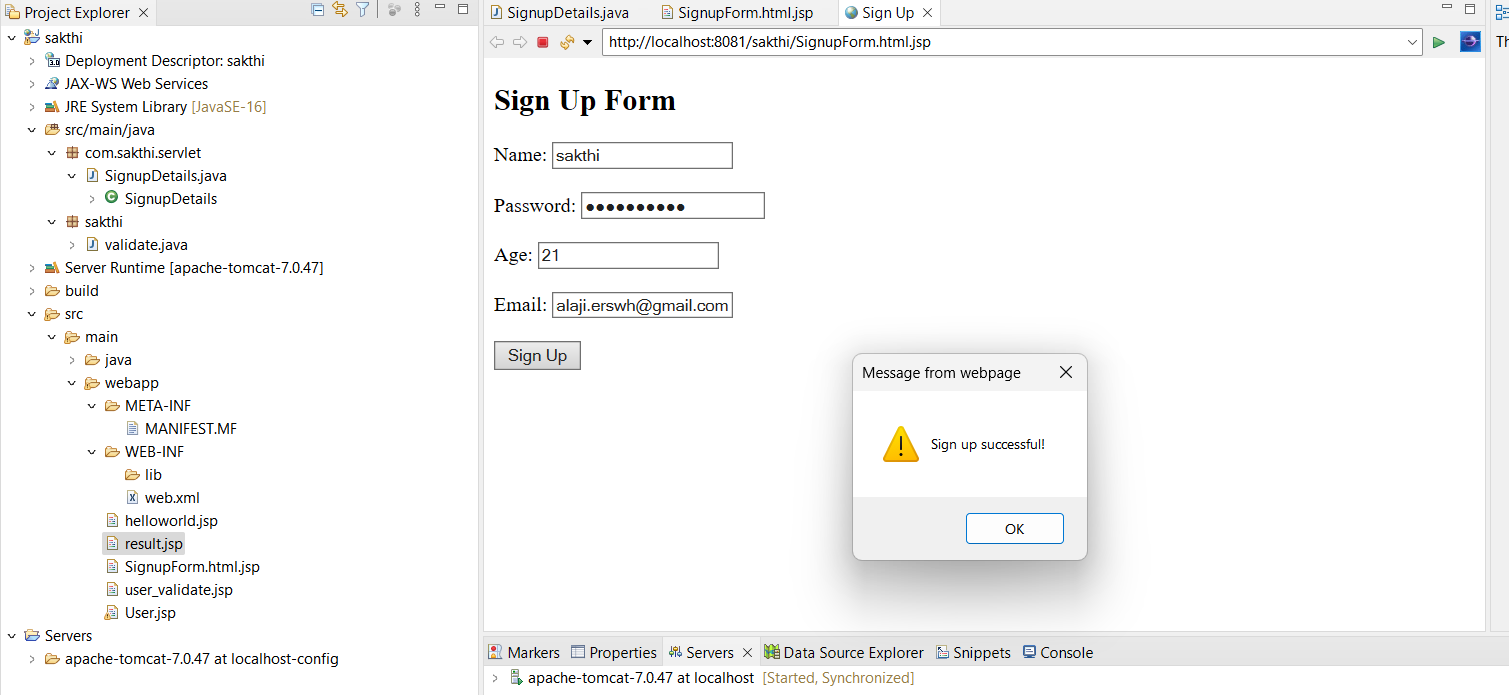 Project Explorer
sakthi
Deployment Descriptor: sakthi
JAX-WS Web Services
JRE System Library [JavaSE-16]
src/main/java
com.sakthi.servlet
SignupDetails.java
SignupDetails
sakthi
validate.java
Server Runtime [apache-tomcat-7.0.47]
build
src
main
java
webapp
META-INF
MANIFEST.MF
WEB-INF
lib
web.xml
helloworld.jsp
result.jsp
SignupForm.html.jsp
user_validate.jsp
User.jsp
Servers
apache-tomcat-7.0.47 at localhost-config
SignupDetails.java SignupForm.html.jsp Sign Up
http://localhost:8081/sakthi/SignupForm.html.jsp
Sign Up Form
Name: sakthi
Password: ●●●●●●●●●●
Age: 21
Email: alaji.erswh@gmail.com
Sign Up
Message from webpage
Sign up successful!
OK
Markers Properties Servers Data Source Explorer Snippets Console
apache-tomcat-7.0.47 at localhost [Started, Synchronized]